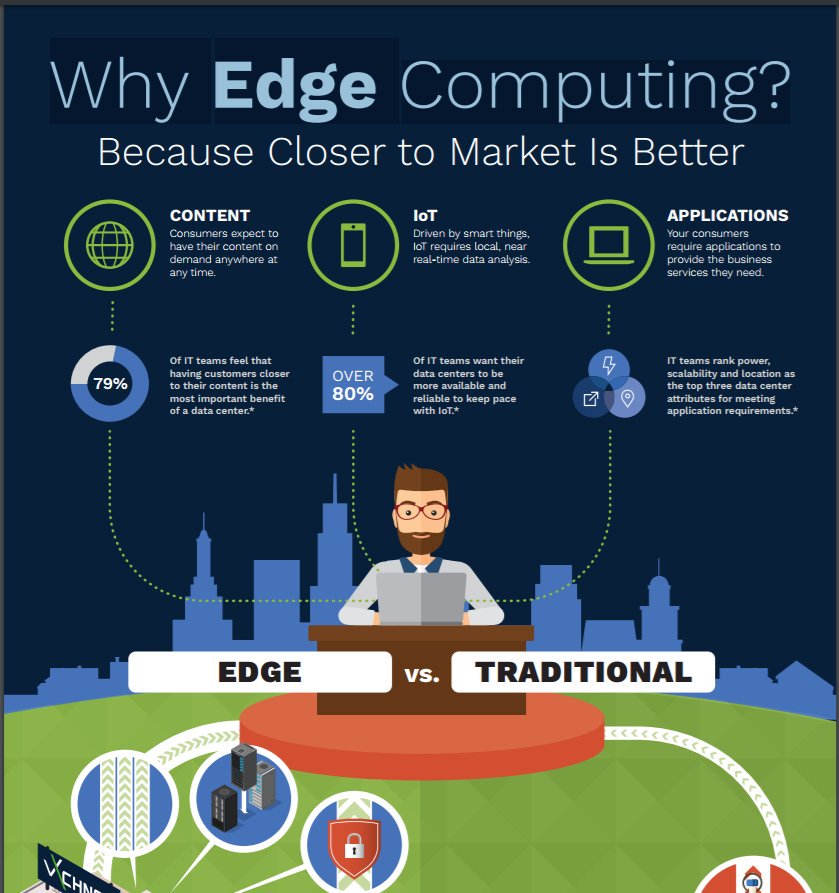 Why Edge Computing?
Because Closer to Market Is Better
CONTENT
Consumers expect to
have their content on
demand anywhere at
any time.
IoT
Driven by smart things,
IoT requires local, near
real-time data analysis.
APPLICATIONS
Your consumers
require applications to
provide the business
services they need.
79%
Of IT teams feel that
having customers closer
to their content is the
most important benefit
of a data center.*
OVER
80%
Of IT teams want their
data centers to be
more available and
reliable to keep pace
with IoT.*
IT teams rank power,
scalability and location as
the top three data center
attributes for meeting
application requirements.*
EDGE vs. TRADITIONAL